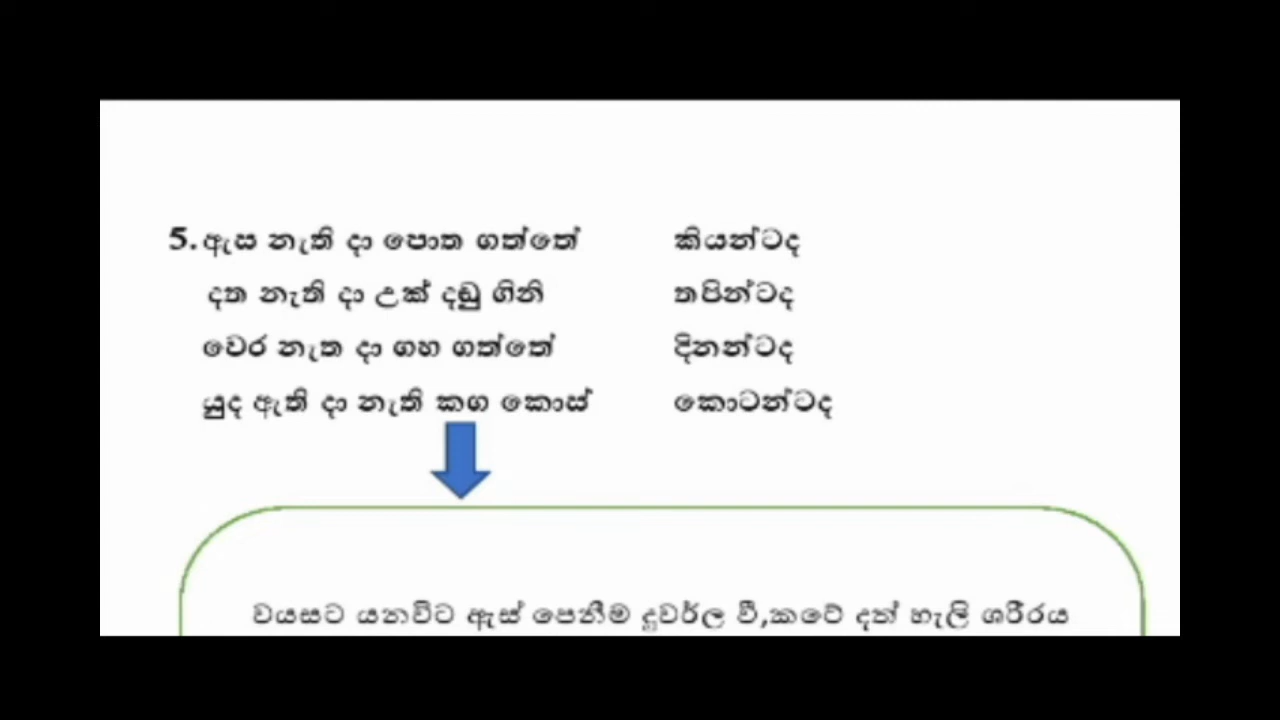 5. ඇස නැති දා පොත ගත්තේ කියන්ටද
දත නැති දා උක් දඬු ගිනි තපින්ටද
වෙර නැත දා ගහ ගත්තේ දිනන්ටද
යුද ඇති දා නැති කග කොස් කොටන්ටද
වයසට යනවිට ඇස් පෙනීම දුවර්ල වී,කටේ දත් හැලි ශරීරය